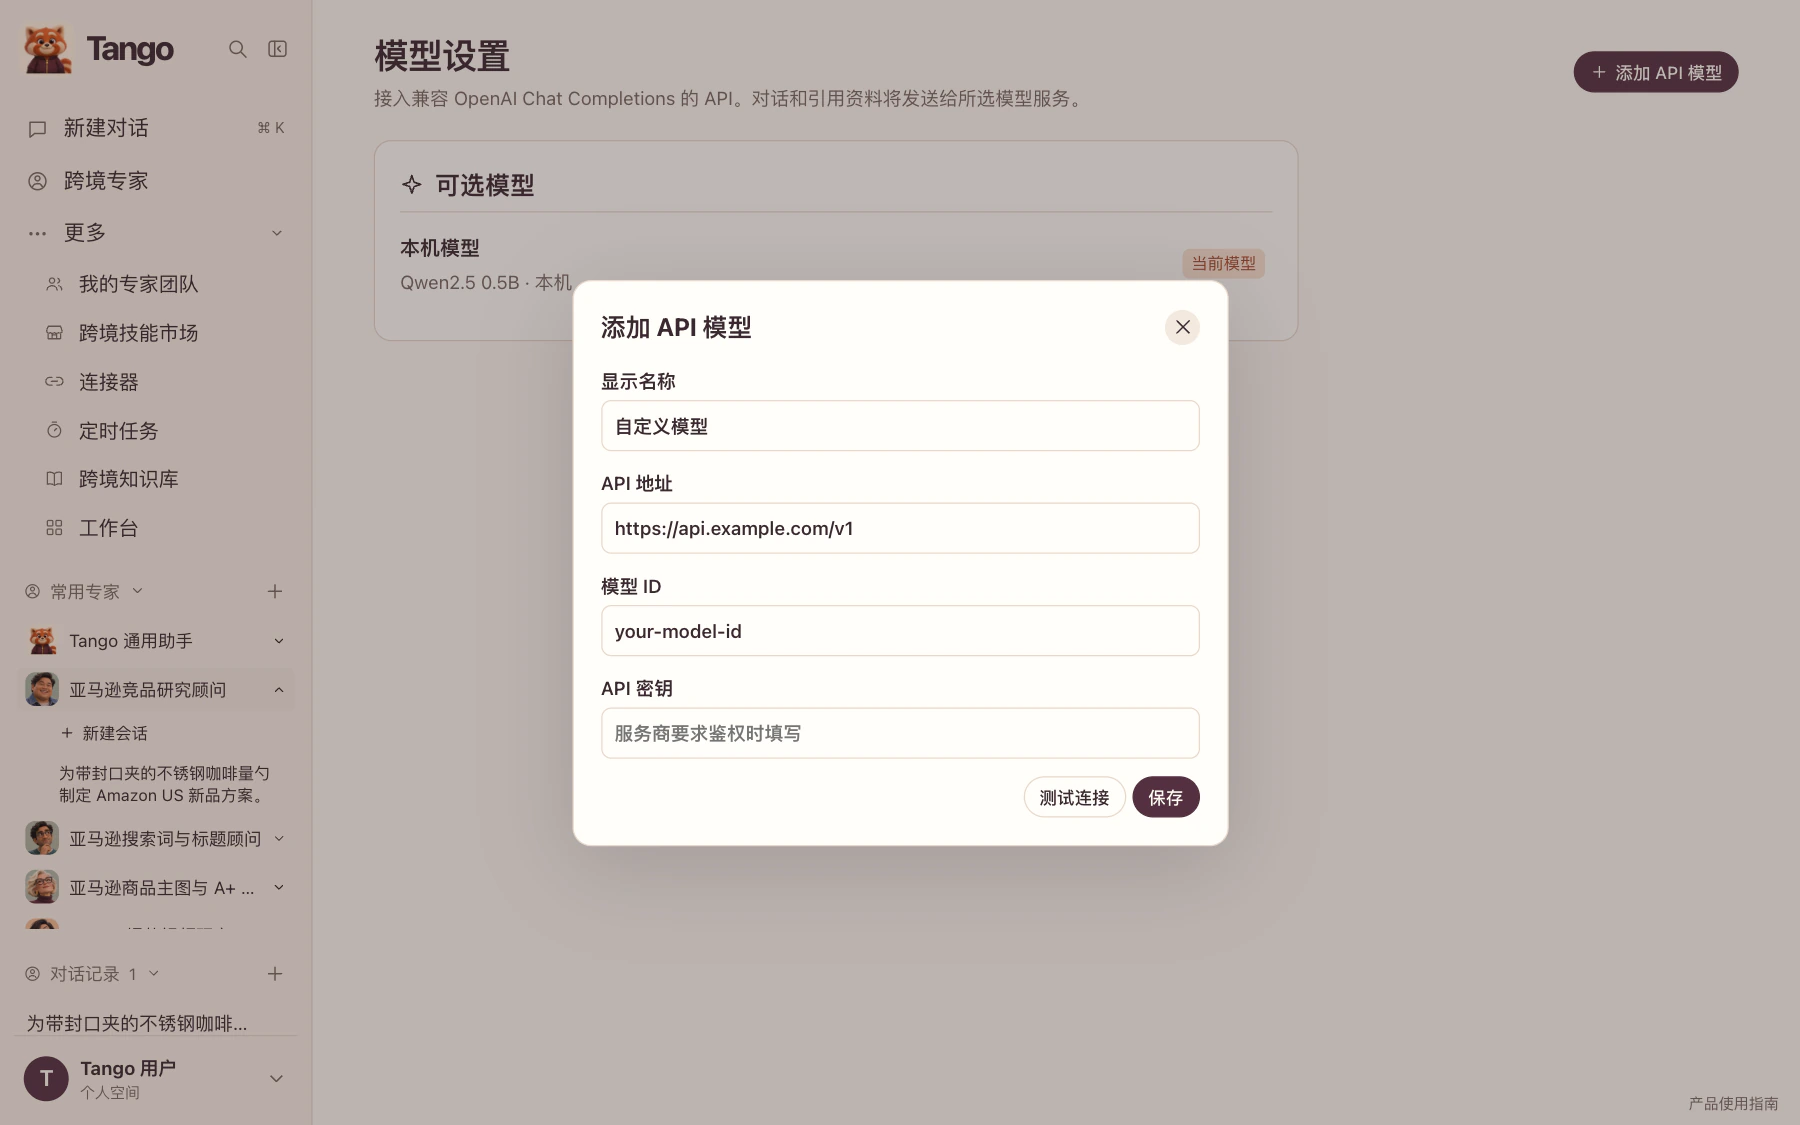 Tango
新建对话
⌘ K
跨境专家
更多
我的专家团队
跨境技能市场
连接器
定时任务
跨境知识库
工作台
常用专家
Tango 通用助手
亚马逊竞品研究顾问
新建会话
为带封口夹的不锈钢咖啡量勺
制定 Amazon US 新品方案。
亚马逊搜索词与标题顾问
亚马逊商品主图与 A+ ...
对话记录 1
为带封口夹的不锈钢咖啡...
T
Tango 用户
个人空间
模型设置
接入兼容 OpenAI Chat Completions 的 API。对话和引用资料将发送给所选模型服务。
添加 API 模型
可选模型
本机模型
Qwen2.5 0.5B · 本机
当前模型
添加 API 模型
显示名称
自定义模型
API 地址
https://api.example.com/v1
模型 ID
your-model-id
API 密钥
服务商要求鉴权时填写
测试连接
保存
产品使用指南